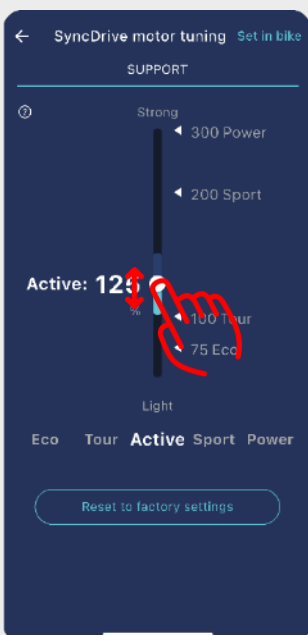 ← SyncDrive motor tuning Set in bike
SUPPORT
?
Strong
300 Power
200 Sport
Active: 125
%
100 Tour
75 Eco
Light
Eco Tour Active Sport Power
Reset to factory settings